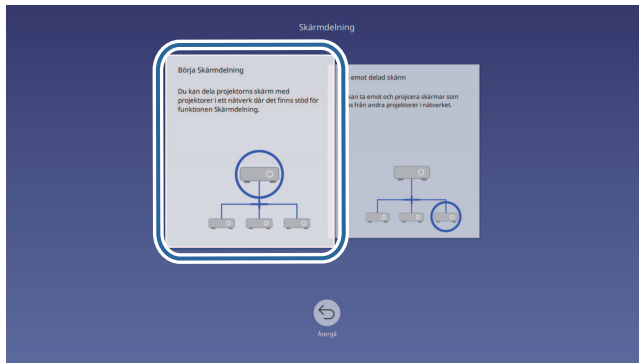 Skärmdelning
Börja Skärmdelning
Du kan dela projektorns skärm med
projektorer i ett nätverk där det finns stöd för
funktionen Skärmdelning.
emot delad skärm
kan ta emot och projicera skärmar som
från andra projektorer i nätverket.
Återgå